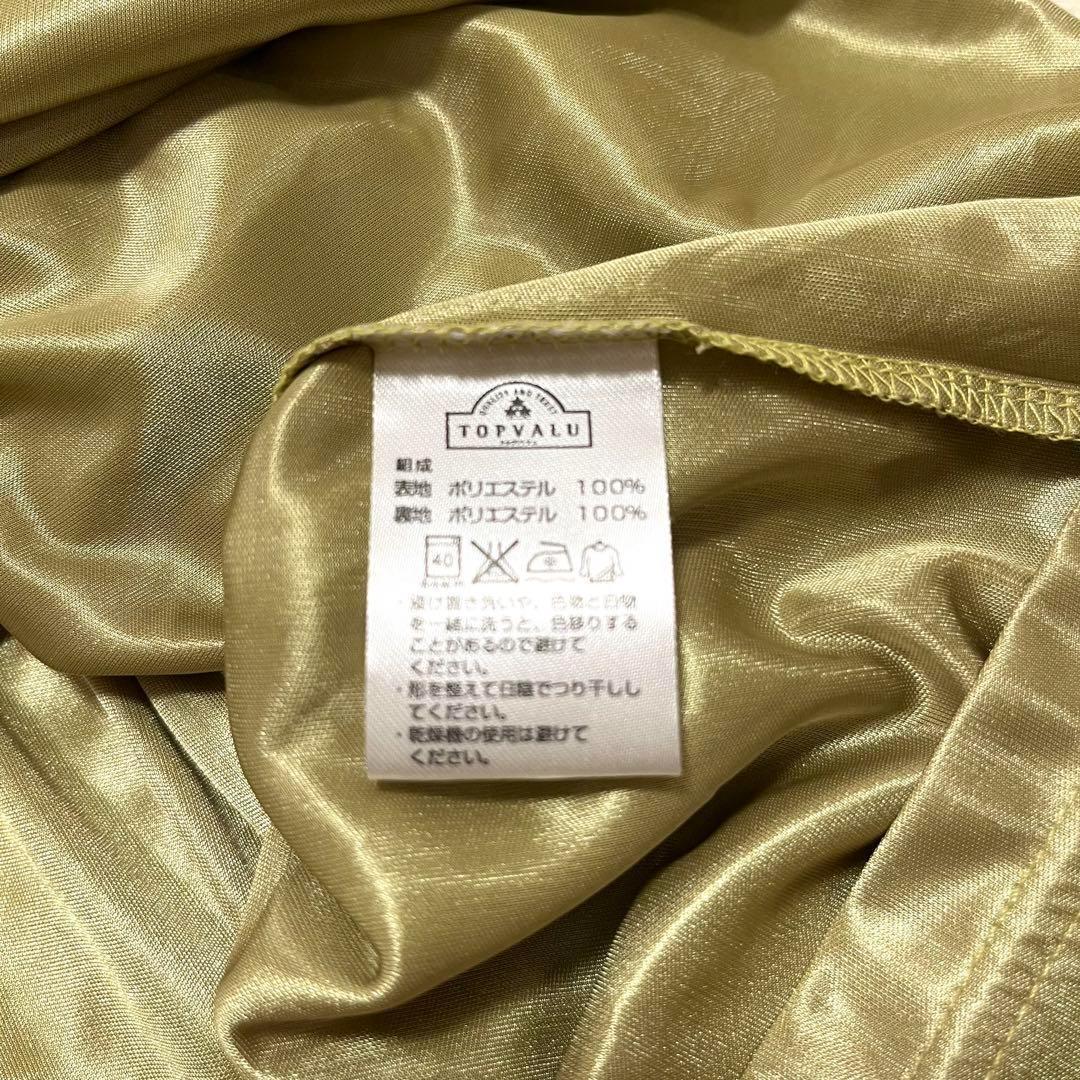 QUALITY AND TRUST
TOPVALU
トップバリュ
組成
表地 ポリエステル 100%
裏地 ポリエステル 100%
40
・漬け置き洗いや、色物と白物
を一緒に洗うと、色移りする
ことがあるので避けて
ください。
・形を整えて日陰でつり干しし
てください。
・乾燥機の使用は避けて
ください。